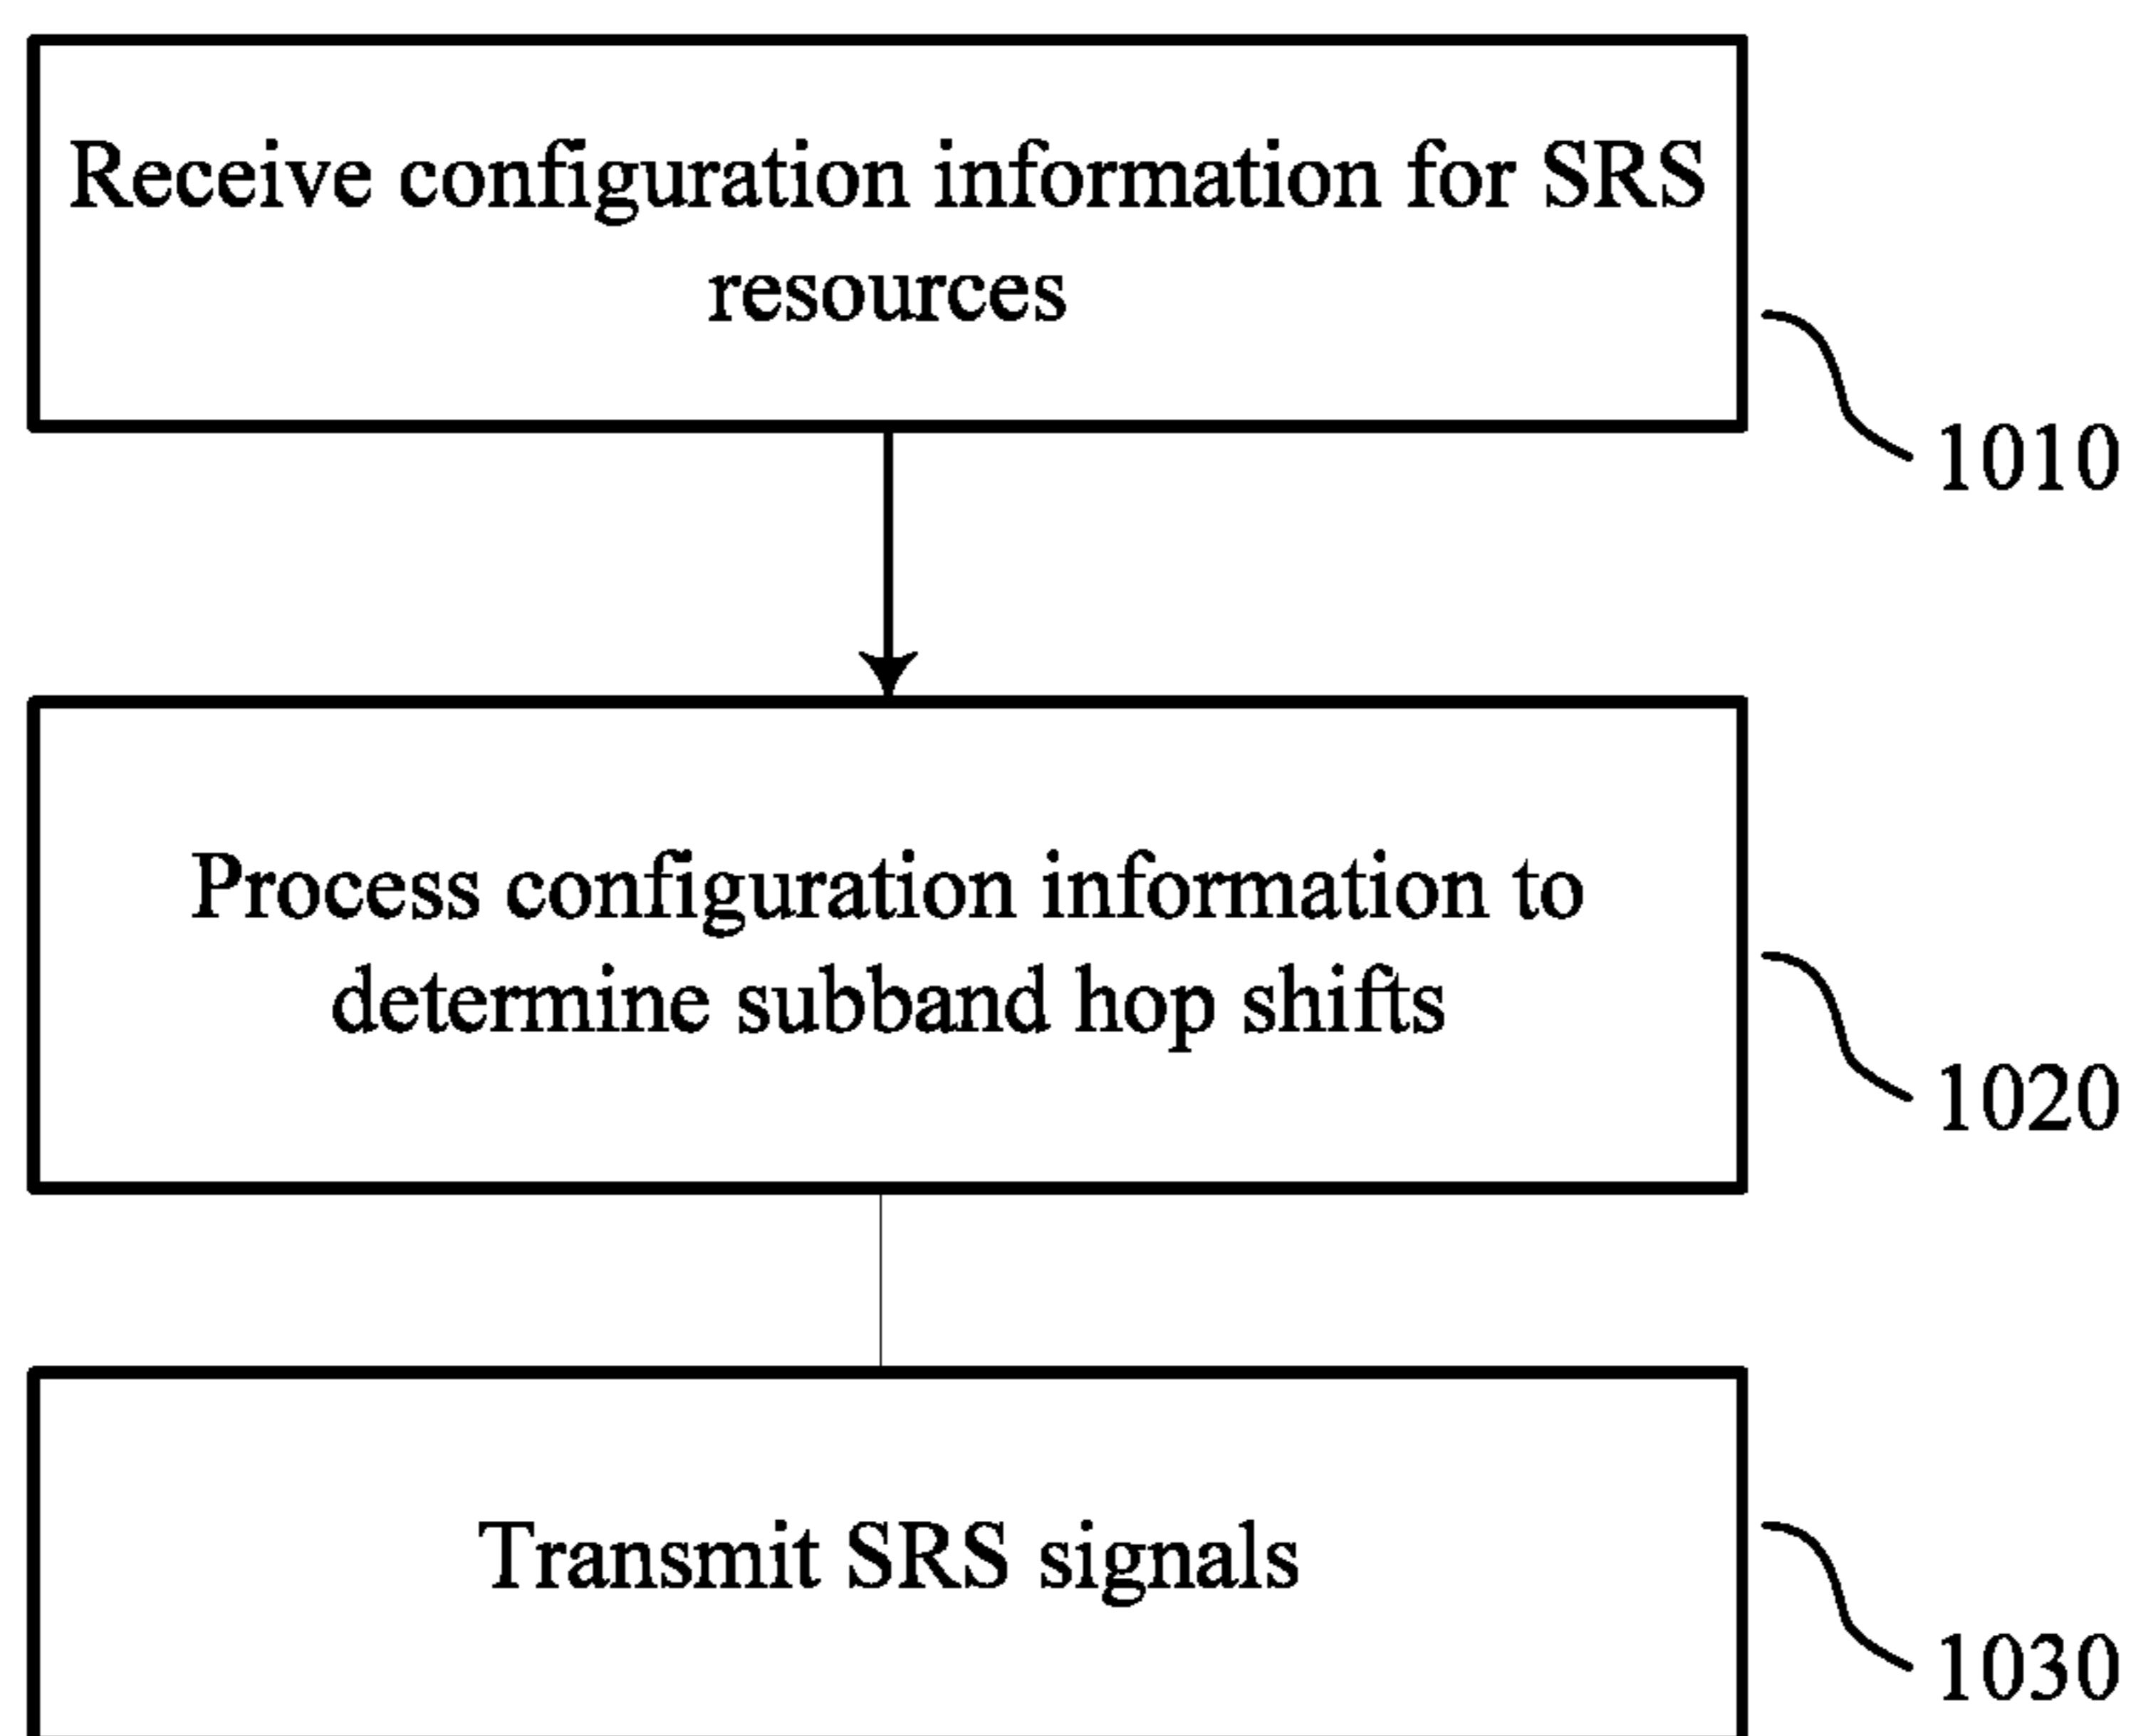 Receive configuration information for SRS
resources
1010
Process configuration information to
determine subband hop shifts
1020
Transmit SRS signals
1030